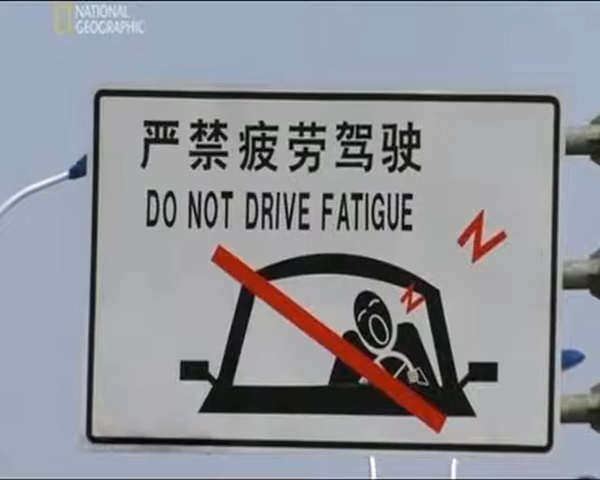 NATIONAL
GEOGRAPHIC
严禁疲劳驾驶
DO NOT DRIVE FATIGUE
Z
Z